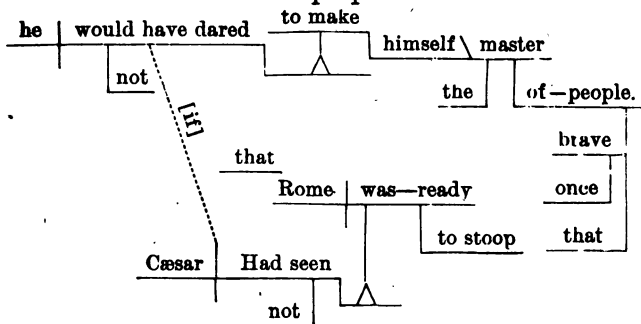 to make
he would have dared himself master
not the of—people.
[if] brave
that once
Rome was—ready
to stoop that
Cæsar Had seen
not